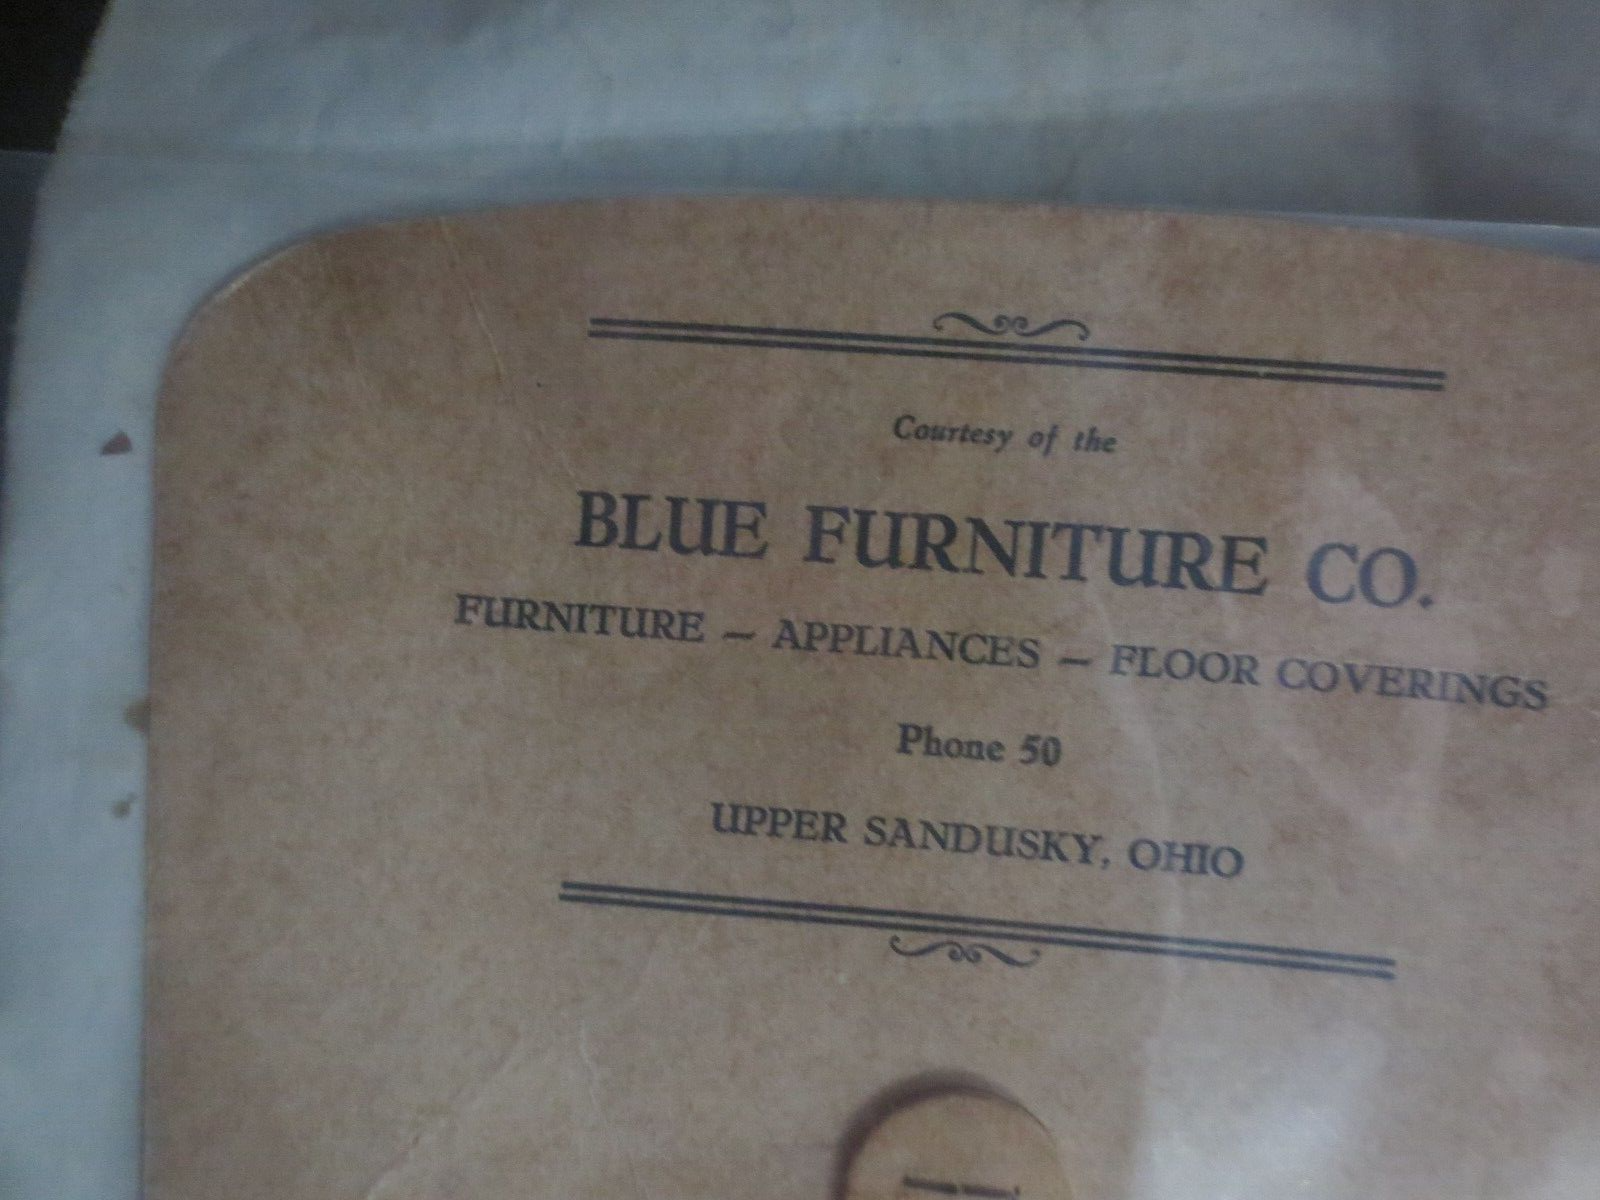 Courtesy of the
BLUE FURNITURE CO.
FURNITURE — APPLIANCES — FLOOR COVERINGS
Phone 50
UPPER SANDUSKY, OHIO